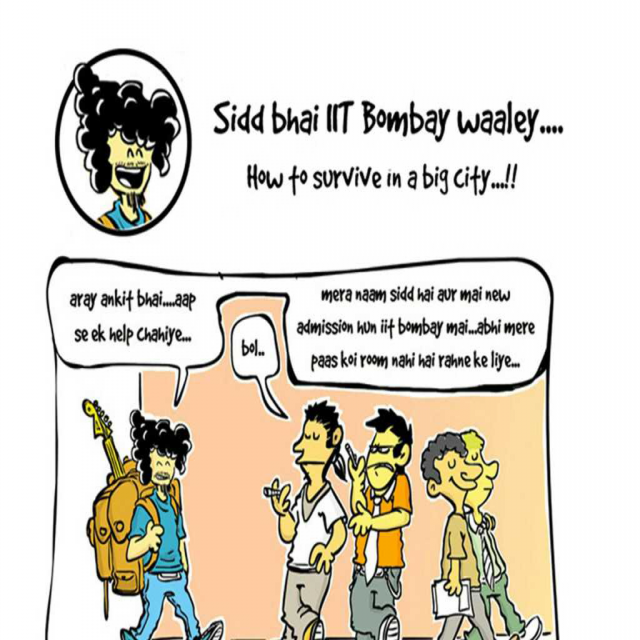 Sidd bhai IIT Bombay waaley....
How to survive in a big city...!!
aray ankit bhai....aap
se ek help chahiye...
bol..
mera naam sidd hai aur mai new
admission hun iit bombay mai...abhi mere
paas koi room nahi hai rahne ke liye...